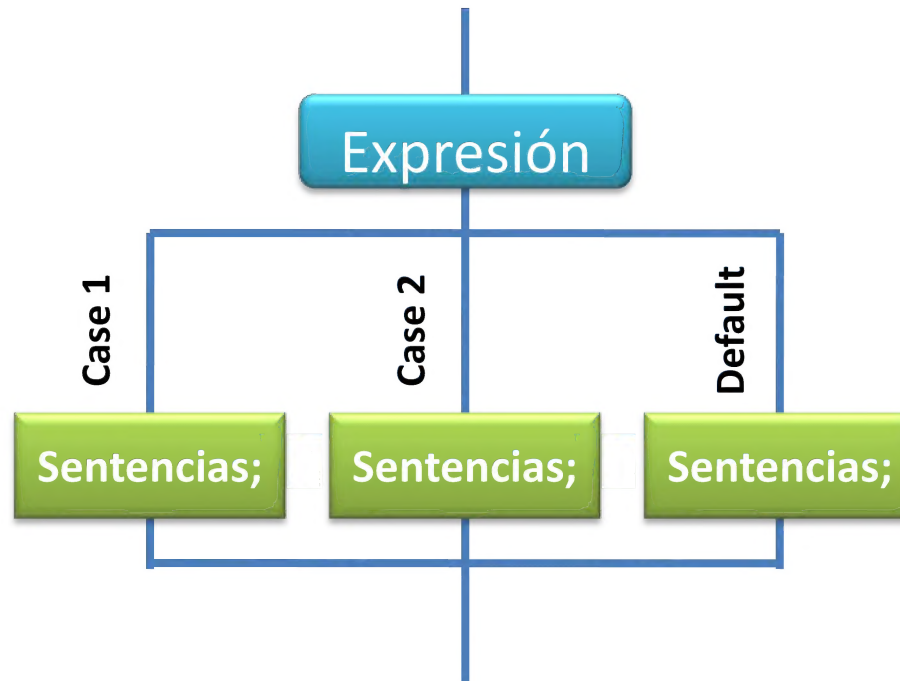 Expresión
Case 1
Case 2
Default
Sentencias;
Sentencias;
Sentencias;